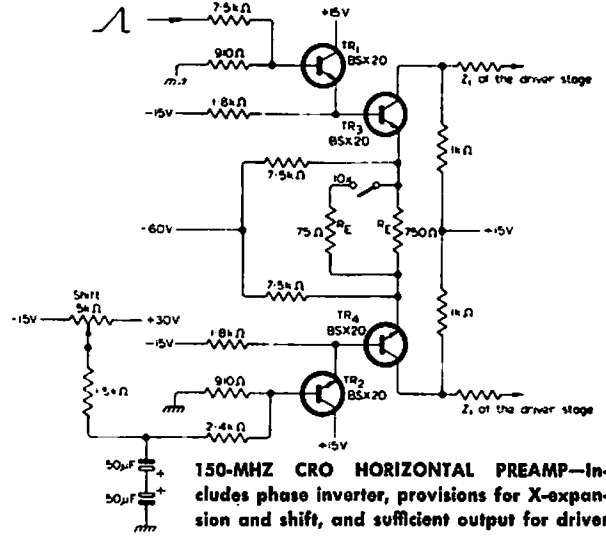 7·5kΩ
+15V
910Ω
TR1
BSX20
Z1 of the driver stage
-15V
1·8kΩ
TR3
BSX20
7·5kΩ
10x
1kΩ
-60V
75Ω
RE
RE
750Ω
+15V
7·5kΩ
Shift
5kΩ
-15V
+30V
TR4
BSX20
-15V
1·8kΩ
1kΩ
910Ω
TR2
BSX20
Z1 of the driver stage
2·4kΩ
+15V
50µF
+
+
50µF
150-MHZ CRO HORIZONTAL PREAMP—In-
cludes phase inverter, provisions for X-expan-
sion and shift, and sufficient output for driver